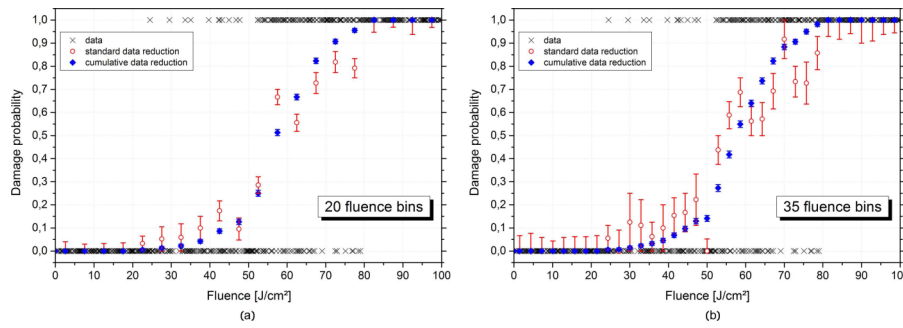 1,0
0,9
0,8
0,7
0,6
0,5
0,4
0,3
0,2
0,1
0,0
Damage probability
data
standard data reduction
cumulative data reduction
20 fluence bins
0 10 20 30 40 50 60 70 80 90 100
Fluence [J/cm²]
(a)
1,0
0,9
0,8
0,7
0,6
0,5
0,4
0,3
0,2
0,1
0,0
Damage probability
data
standard data reduction
cumulative data reduction
35 fluence bins
0 10 20 30 40 50 60 70 80 90 100
Fluence [J/cm²]
(b)